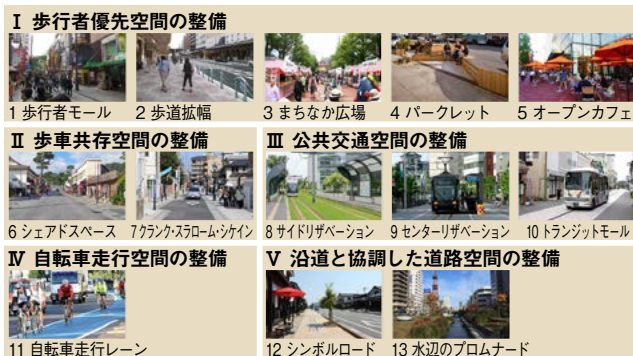 Ⅰ 歩行者優先空間の整備
1 歩行者モール
2 歩道拡幅
3 まちなか広場
4 パークレット
5 オープンカフェ
Ⅱ 歩車共存空間の整備
Ⅲ 公共交通空間の整備
6 シェアドスペース
7 クランク・スラローム・シケイン
8 サイドリザベーション
9 センターリザベーション
10 トランジットモール
Ⅳ 自転車走行空間の整備
Ⅴ 沿道と協調した道路空間の整備
11 自転車走行レーン
12 シンボルロード
13 水辺のプロムナード